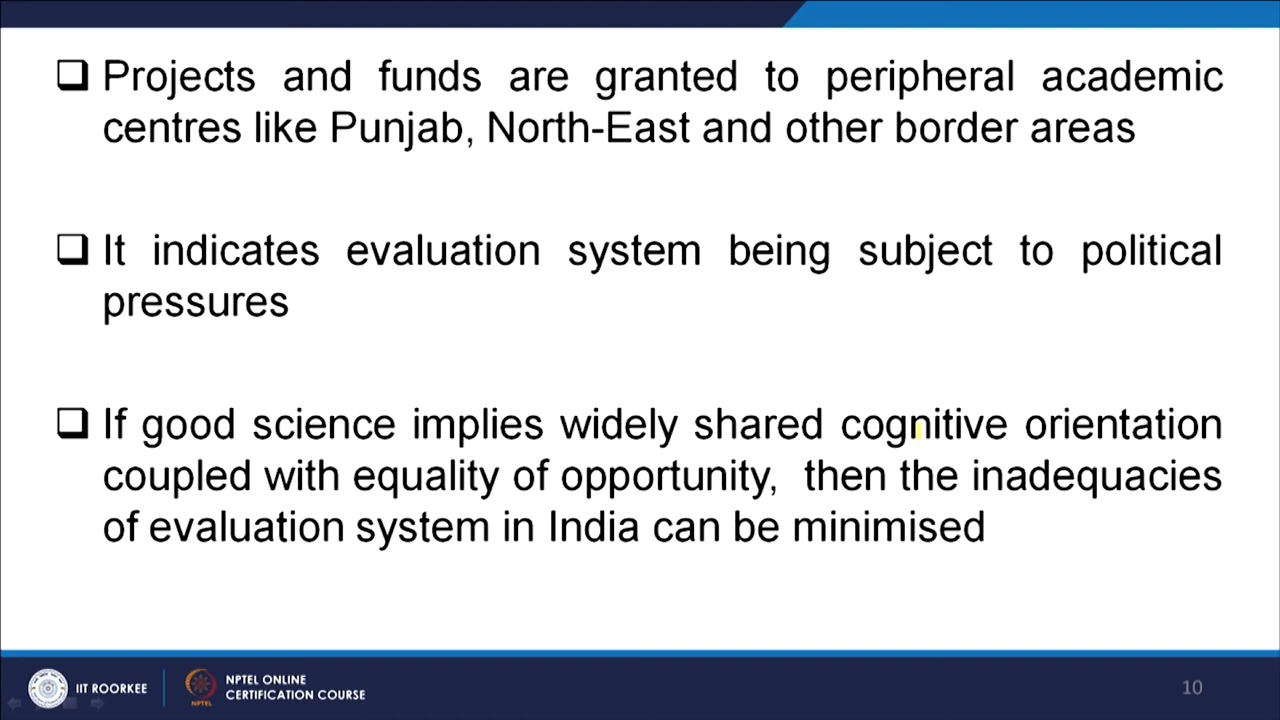 Projects and funds are granted to peripheral academic
centres like Punjab, North-East and other border areas
It indicates evaluation system being subject to political
pressures
If good science implies widely shared cognitive orientation
coupled with equality of opportunity, then the inadequacies
of evaluation system in India can be minimised
IIT ROORKEE
NPTEL
NPTEL ONLINE
CERTIFICATION COURSE
10